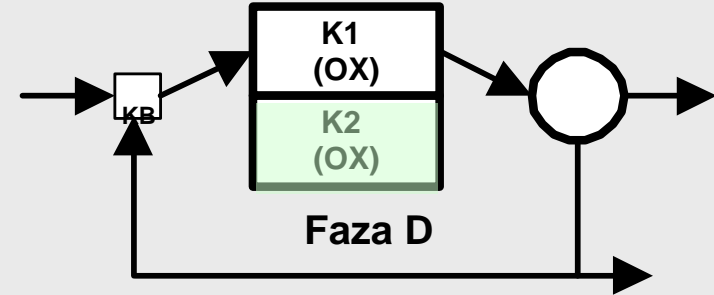 K1
(OX)
KB
K2
(OX)
Faza D